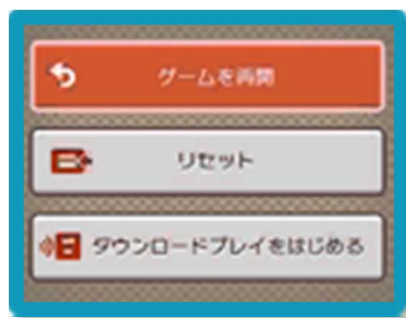 ゲームを再開
リセット
ダウンロードプレイをはじめる